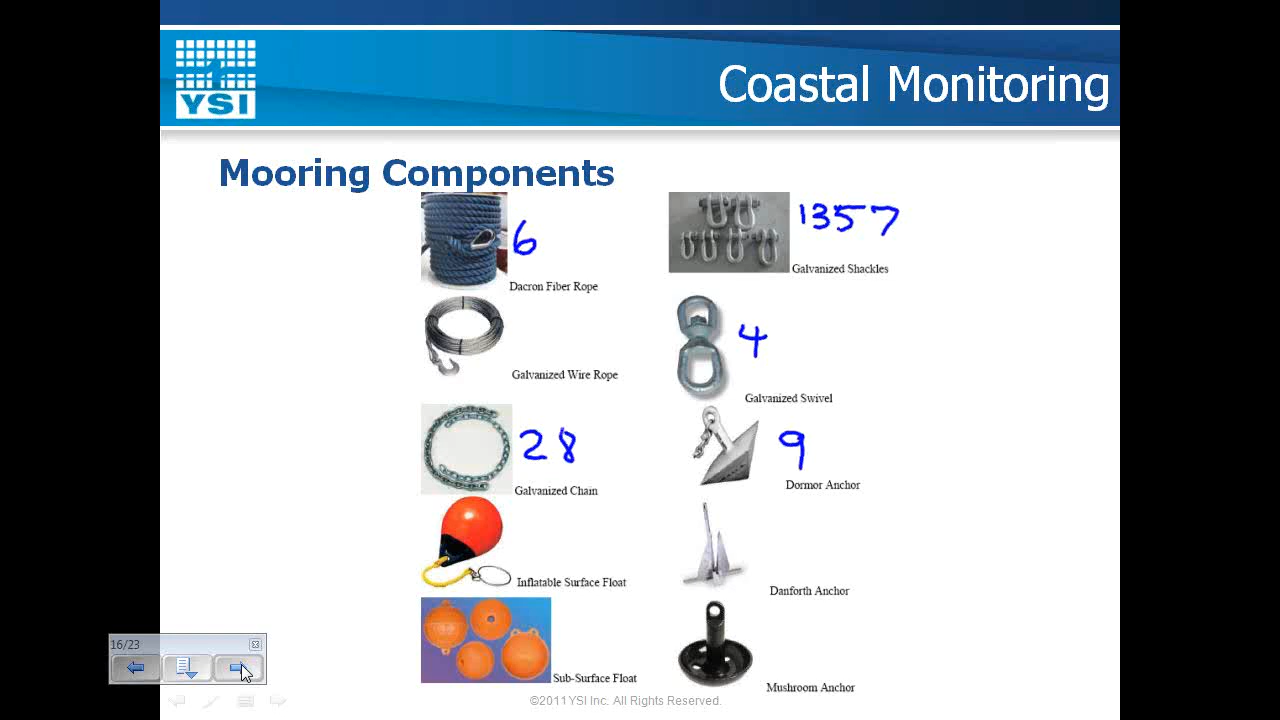 YSI
Coastal Monitoring
Mooring Components
6
Dacron Fiber Rope
1357
Galvanized Shackles
Galvanized Wire Rope
4
Galvanized Swivel
28
Galvanized Chain
9
Dormor Anchor
Inflatable Surface Float
Danforth Anchor
Sub-Surface Float
Mushroom Anchor
16/23
©2011YSI Inc. All Rights Reserved.